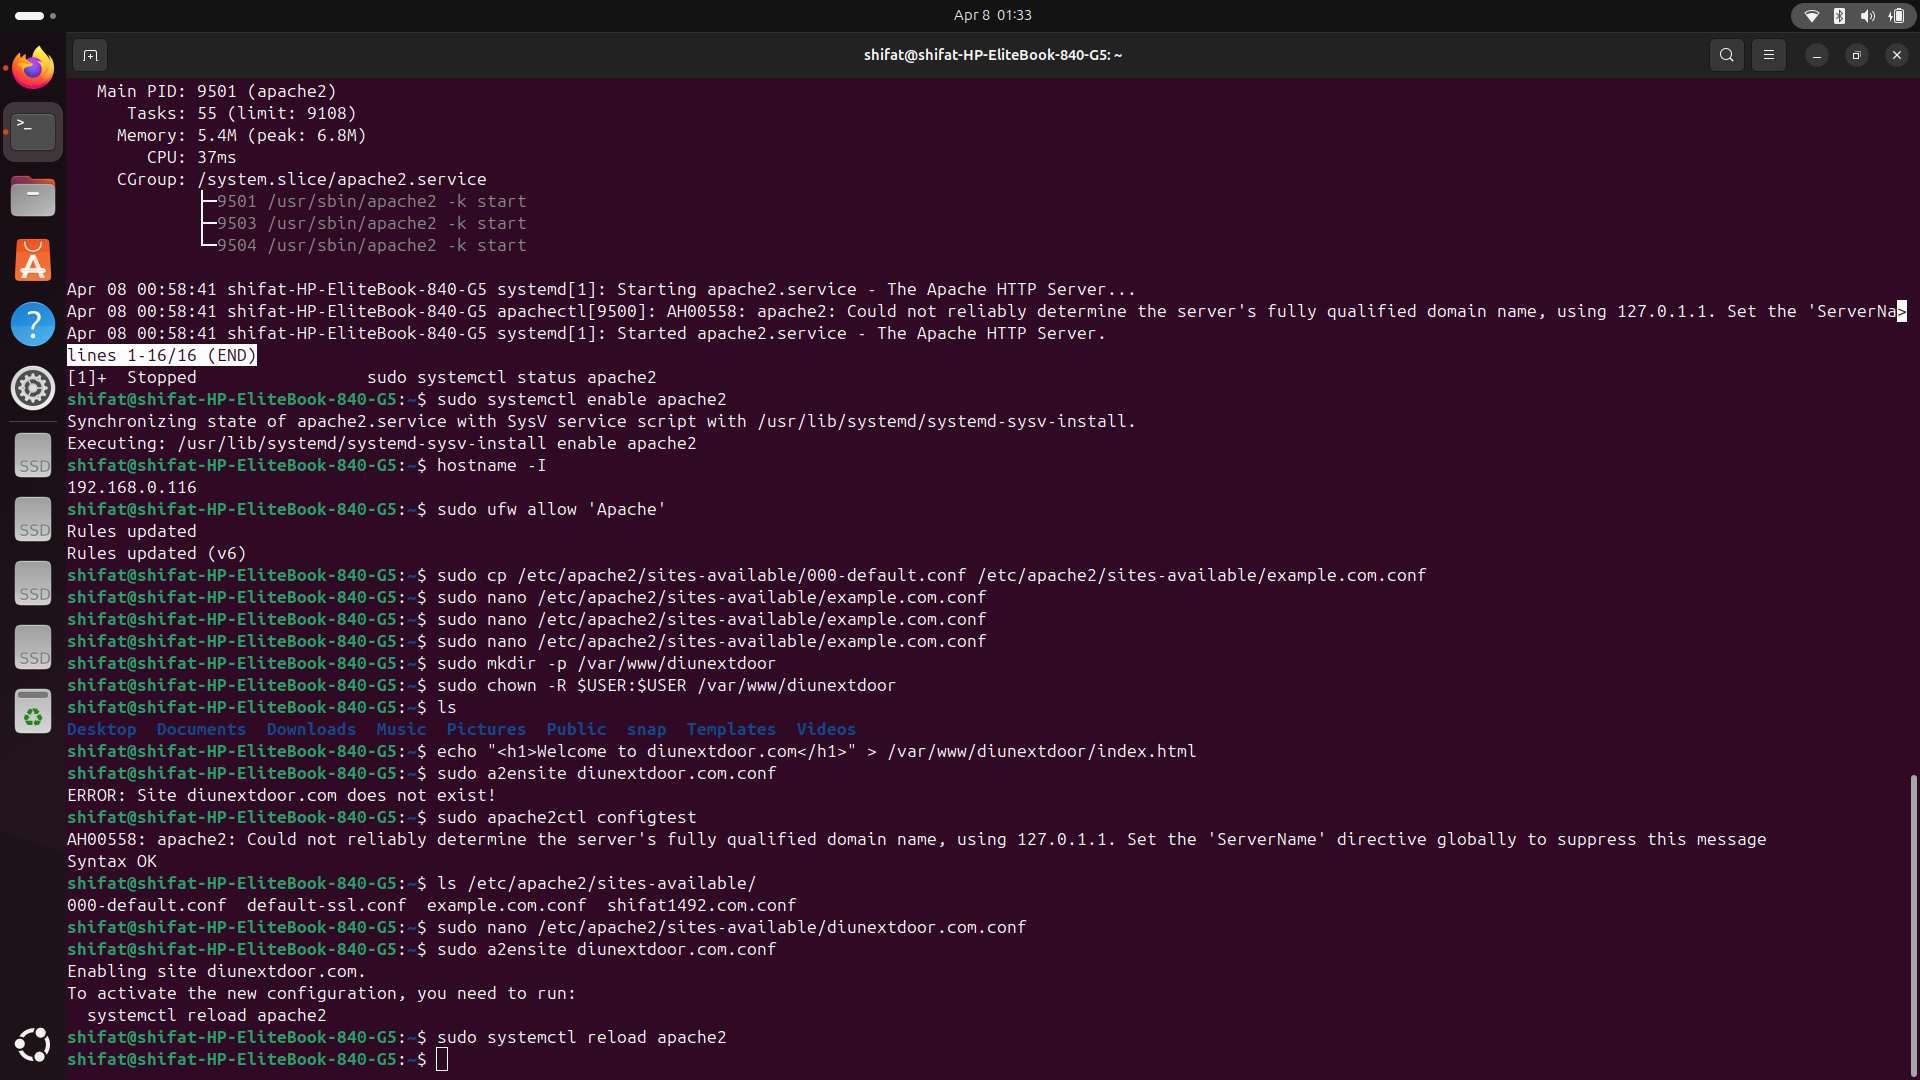 Apr 8 01:33
shifat@shifat-HP-EliteBook-840-G5: ~
Main PID: 9501 (apache2)
Tasks: 55 (limit: 9108)
Memory: 5.4M (peak: 6.8M)
CPU: 37ms
CGroup: /system.slice/apache2.service
├─9501 /usr/sbin/apache2 -k start
├─9503 /usr/sbin/apache2 -k start
└─9504 /usr/sbin/apache2 -k start
Apr 08 00:58:41 shifat-HP-EliteBook-840-G5 systemd[1]: Starting apache2.service - The Apache HTTP Server...
Apr 08 00:58:41 shifat-HP-EliteBook-840-G5 apachectl[9500]: AH00558: apache2: Could not reliably determine the server's fully qualified domain name, using 127.0.1.1. Set the 'ServerNa>
Apr 08 00:58:41 shifat-HP-EliteBook-840-G5 systemd[1]: Started apache2.service - The Apache HTTP Server.
lines 1-16/16 (END)
[1]+  Stopped                 sudo systemctl status apache2
shifat@shifat-HP-EliteBook-840-G5:~$ sudo systemctl enable apache2
Synchronizing state of apache2.service with SysV service script with /usr/lib/systemd/systemd-sysv-install.
Executing: /usr/lib/systemd/systemd-sysv-install enable apache2
shifat@shifat-HP-EliteBook-840-G5:~$ hostname -I
192.168.0.116
shifat@shifat-HP-EliteBook-840-G5:~$ sudo ufw allow 'Apache'
Rules updated
Rules updated (v6)
shifat@shifat-HP-EliteBook-840-G5:~$ sudo cp /etc/apache2/sites-available/000-default.conf /etc/apache2/sites-available/example.com.conf
shifat@shifat-HP-EliteBook-840-G5:~$ sudo nano /etc/apache2/sites-available/example.com.conf
shifat@shifat-HP-EliteBook-840-G5:~$ sudo nano /etc/apache2/sites-available/example.com.conf
shifat@shifat-HP-EliteBook-840-G5:~$ sudo nano /etc/apache2/sites-available/example.com.conf
shifat@shifat-HP-EliteBook-840-G5:~$ sudo mkdir -p /var/www/diunextdoor
shifat@shifat-HP-EliteBook-840-G5:~$ sudo chown -R $USER:$USER /var/www/diunextdoor
shifat@shifat-HP-EliteBook-840-G5:~$ ls
Desktop  Documents  Downloads  Music  Pictures  Public  snap  Templates  Videos
shifat@shifat-HP-EliteBook-840-G5:~$ echo "<h1>Welcome to diunextdoor.com</h1>" > /var/www/diunextdoor/index.html
shifat@shifat-HP-EliteBook-840-G5:~$ sudo a2ensite diunextdoor.com.conf
ERROR: Site diunextdoor.com does not exist!
shifat@shifat-HP-EliteBook-840-G5:~$ sudo apache2ctl configtest
AH00558: apache2: Could not reliably determine the server's fully qualified domain name, using 127.0.1.1. Set the 'ServerName' directive globally to suppress this message
Syntax OK
shifat@shifat-HP-EliteBook-840-G5:~$ ls /etc/apache2/sites-available/
000-default.conf  default-ssl.conf  example.com.conf  shifat1492.com.conf
shifat@shifat-HP-EliteBook-840-G5:~$ sudo nano /etc/apache2/sites-available/diunextdoor.com.conf
shifat@shifat-HP-EliteBook-840-G5:~$ sudo a2ensite diunextdoor.com.conf
Enabling site diunextdoor.com.
To activate the new configuration, you need to run:
systemctl reload apache2
shifat@shifat-HP-EliteBook-840-G5:~$ sudo systemctl reload apache2
shifat@shifat-HP-EliteBook-840-G5:~$
SSD
SSD
SSD
SSD